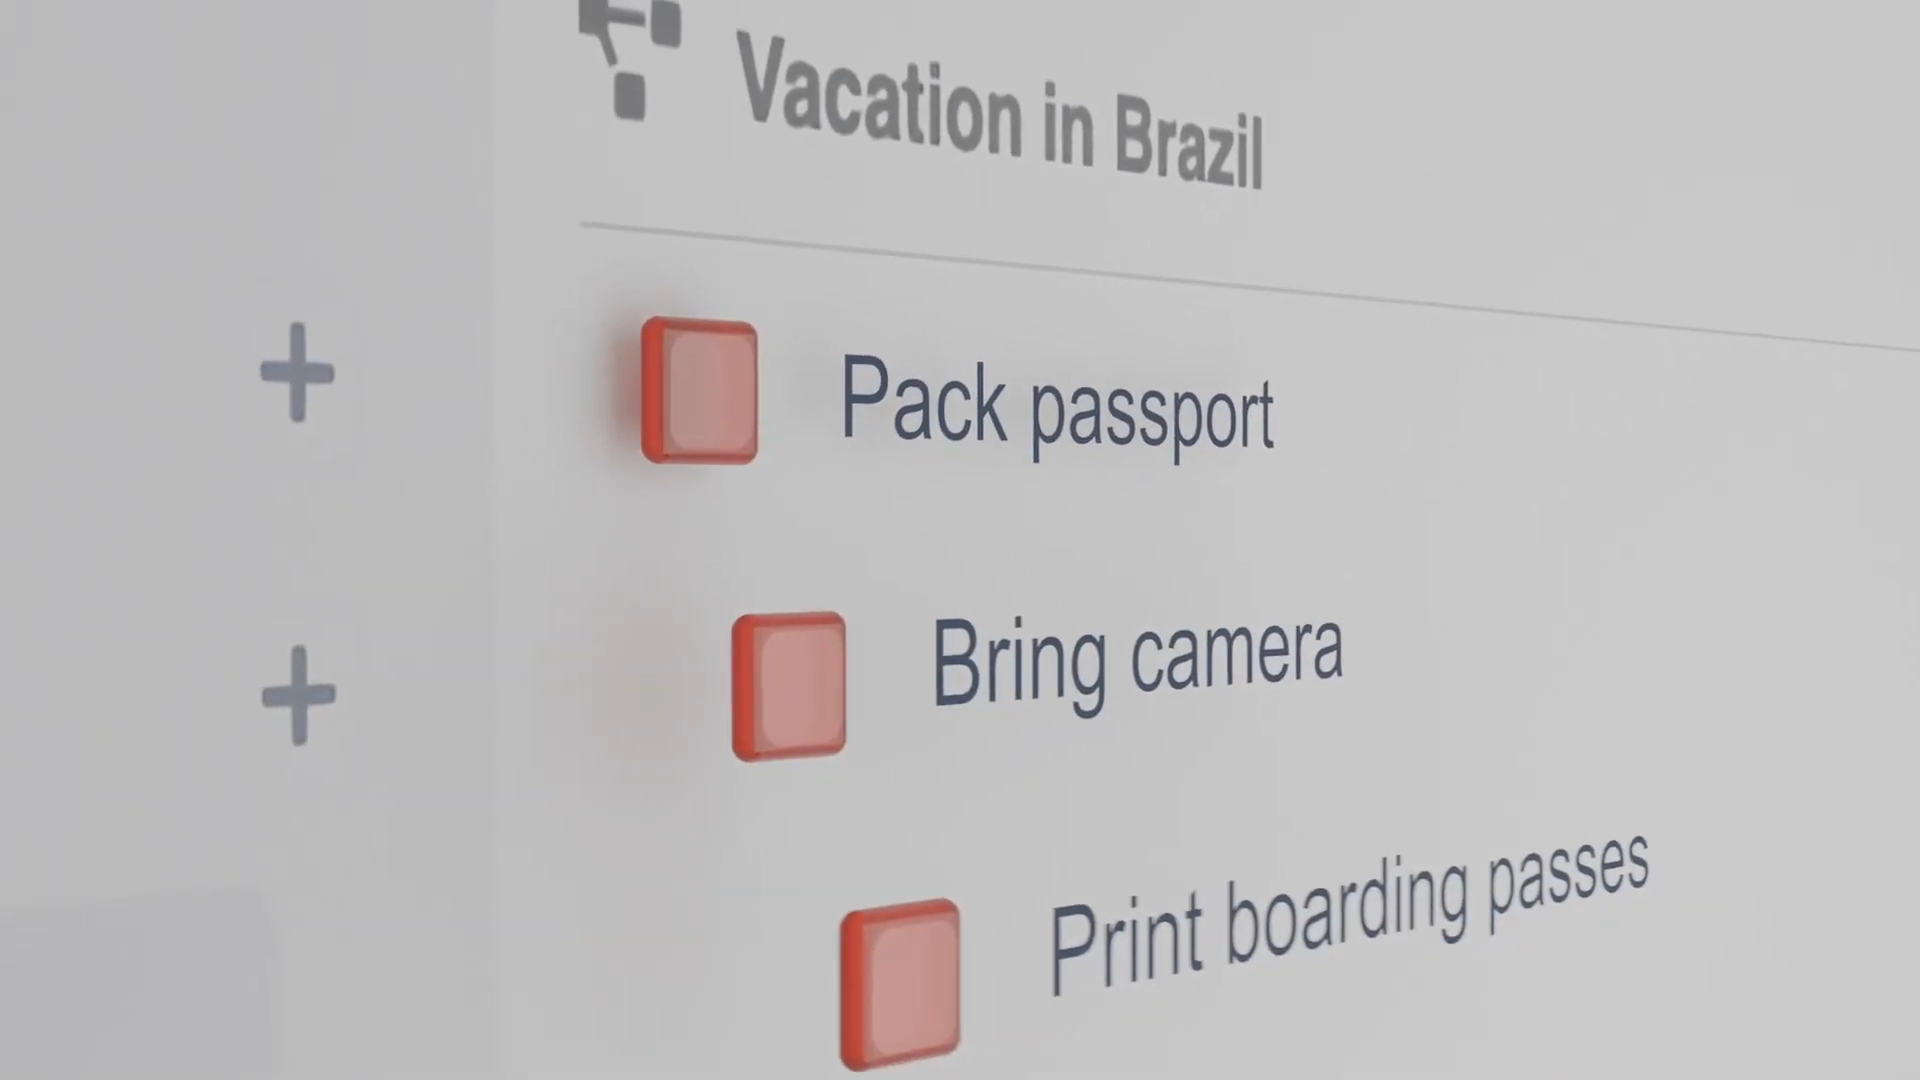 Vacation in Brazil
Pack passport
Bring camera
Print boarding passes